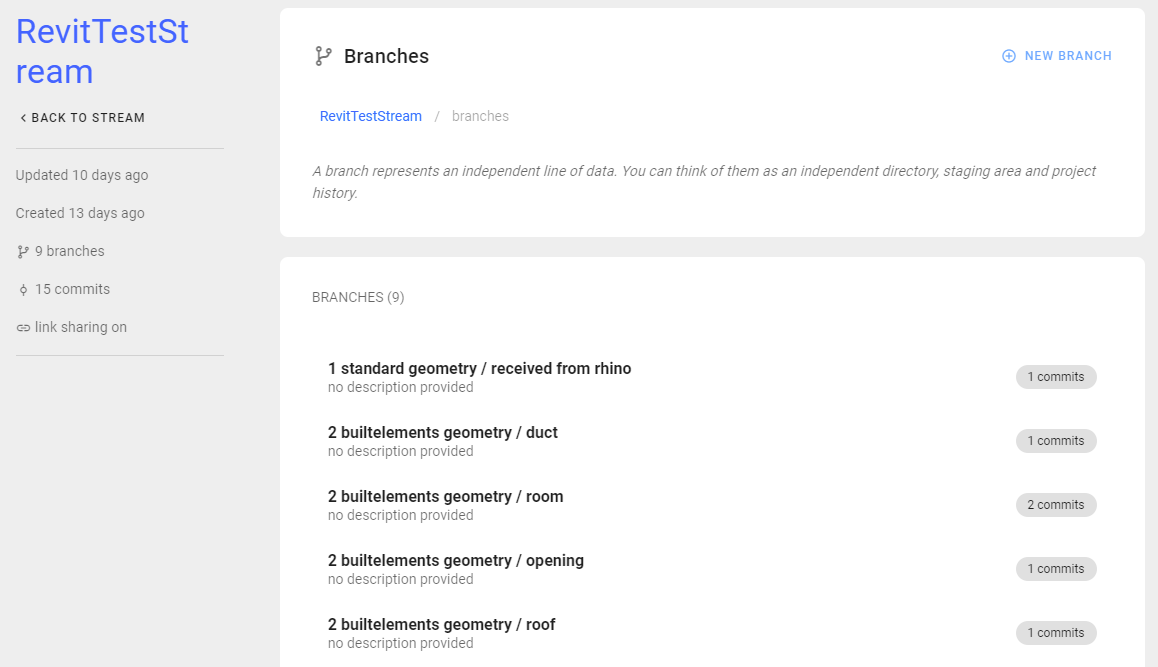 RevitTestSt
ream
BACK TO STREAM
Updated 10 days ago
Created 13 days ago
9 branches
15 commits
link sharing on
Branches
NEW BRANCH
RevitTestStream / branches
A branch represents an independent line of data. You can think of them as an independent directory, staging area and project
history.
BRANCHES (9)
1 standard geometry / received from rhino
no description provided
1 commits
2 builtelements geometry / duct
no description provided
1 commits
2 builtelements geometry / room
no description provided
2 commits
2 builtelements geometry / opening
no description provided
1 commits
2 builtelements geometry / roof
no description provided
1 commits